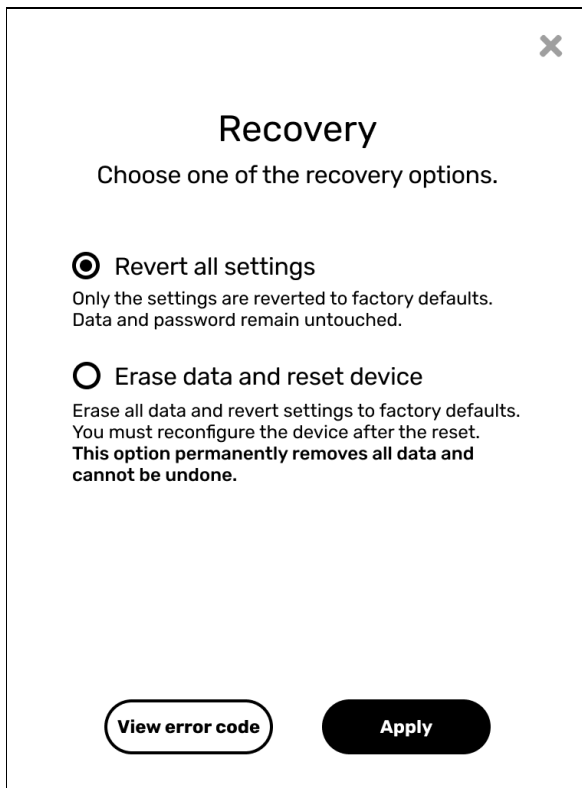 Recovery
Choose one of the recovery options.
Revert all settings
Only the settings are reverted to factory defaults.
Data and password remain untouched.
Erase data and reset device
Erase all data and revert settings to factory defaults.
You must reconfigure the device after the reset.
This option permanently removes all data and
cannot be undone.
View error code
Apply